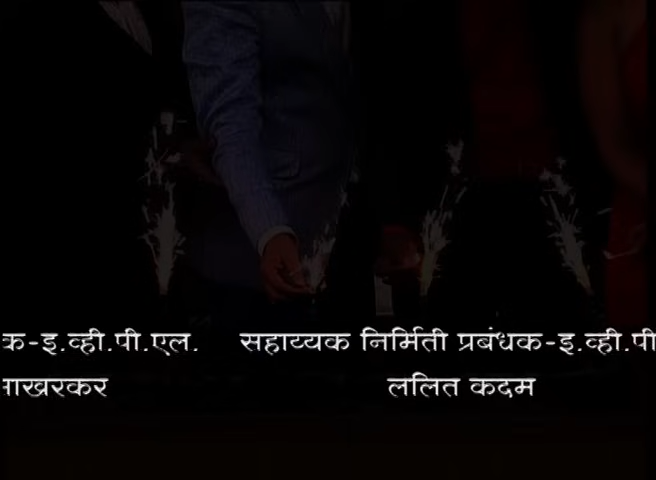 क-इ.व्ही.पी.एल. सहाय्यक निर्मिती प्रबंधक-इ.व्ही.पी
ाखरकर ललित कदम